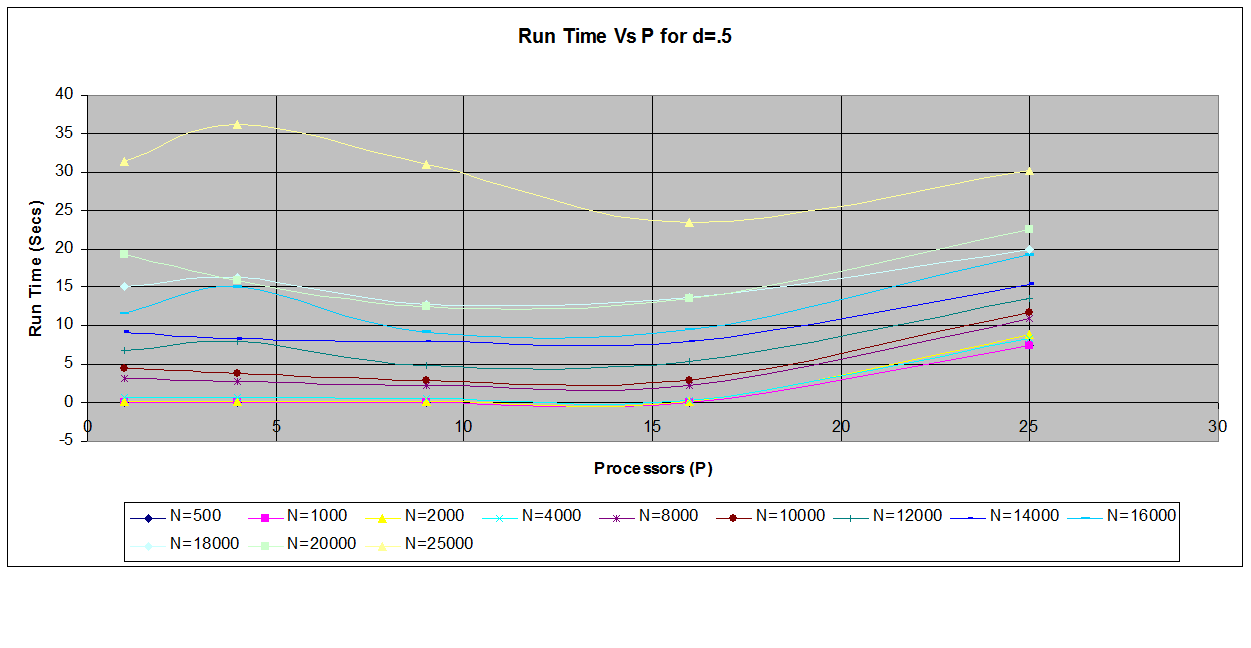 Run Time Vs P for d=.5
40
35
30
25
20
15
10
5
0
-5
0 5 10 15 20 25 30
Run Time (Secs)
Processors (P)
N=500 N=1000 N=2000 N=4000 N=8000 N=10000 N=12000 N=14000 N=16000
N=18000 N=20000 N=25000